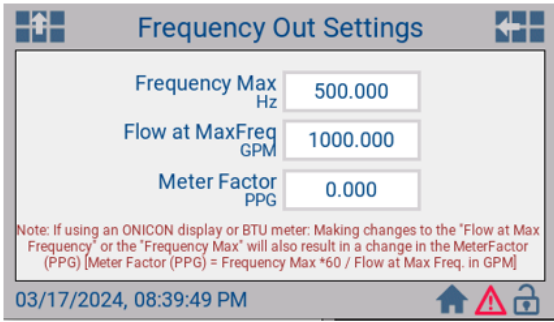 Frequency Out Settings
Frequency Max
Hz
500.000
Flow at MaxFreq
GPM
1000.000
Meter Factor
PPG
0.000
Note: If using an ONICON display or BTU meter: Making changes to the "Flow at Max
Frequency" or the "Frequency Max" will also result in a change in the MeterFactor
(PPG) [Meter Factor (PPG) = Frequency Max *60 / Flow at Max Freq. in GPM]
03/17/2024, 08:39:49 PM